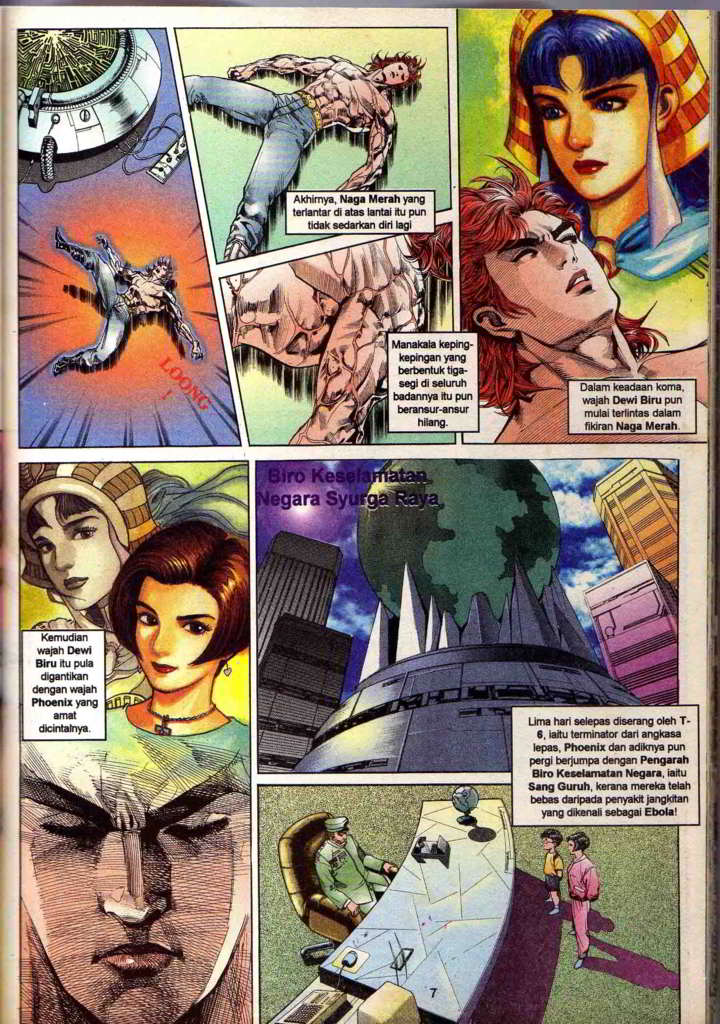 Akhirnya, Naga Merah yang
terlantar di atas lantai itu pun
tidak sedarkan diri lagi
LOONG
!
Manakala keping-
kepingan yang
berbentuk tiga-
segi di seluruh
badannya itu pun
beransur-ansur
hilang.
Dalam keadaan koma,
wajah Dewi Biru pun
mulai terlintas dalam
fikiran Naga Merah.
Kemudian
wajah Dewi
Biru itu pula
digantikan
dengan wajah
Phoenix yang
amat
dicintainya.
Biro Keselamatan
Negara Syurga Raya
Lima hari selepas diserang oleh T-
6, iaitu terminator dari angkasa
lepas, Phoenix dan adiknya pun
pergi berjumpa dengan Pengarah
Biro Keselamatan Negara, iaitu
Sang Guruh, kerana mereka telah
bebas daripada penyakit jangkitan
yang dikenali sebagai Ebola!
7